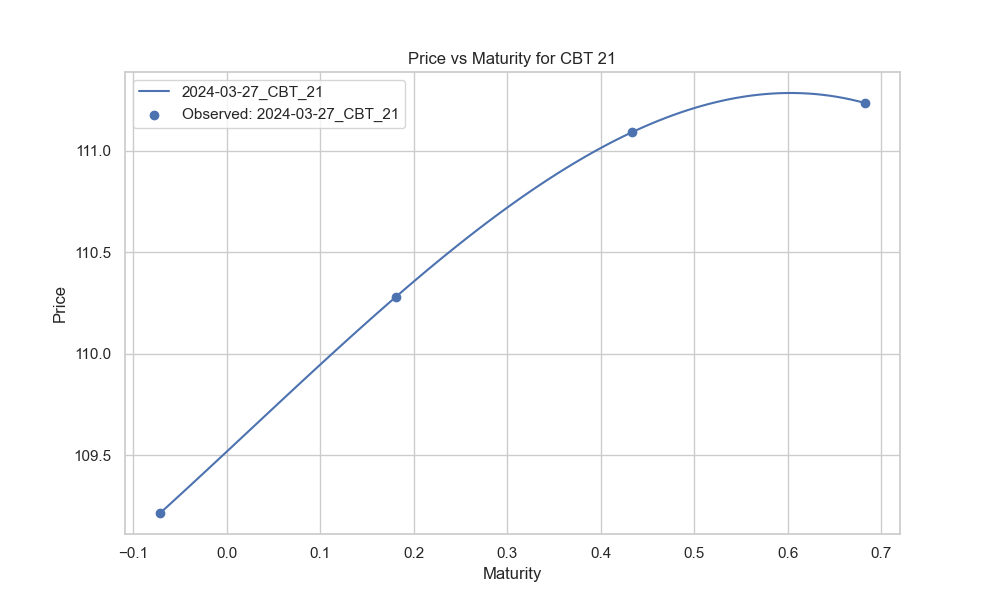 Price vs Maturity for CBT 21
2024-03-27_CBT_21
Observed: 2024-03-27_CBT_21
111.0
110.5
110.0
109.5
Price
−0.1
0.0
0.1
0.2
0.3
0.4
0.5
0.6
0.7
Maturity